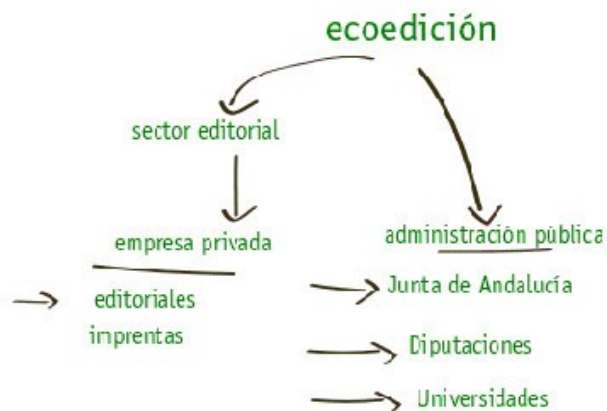 ecoedición
sector editorial
empresa privada
editoriales
imprentas
administración pública
Junta de Andalucía
Diputaciones
Universidades